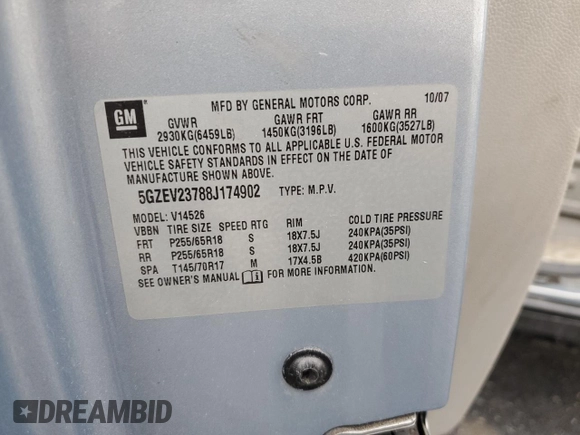 MFD BY GENERAL MOTORS CORP. 10/07
GM
GVWR GAWR FRT GAWR RR
2930KG(6459LB) 1450KG(3196LB) 1600KG(3527LB)
THIS VEHICLE CONFORMS TO ALL APPLICABLE U.S. FEDERAL MOTOR
VEHICLE SAFETY STANDARDS IN EFFECT ON THE DATE OF
MANUFACTURE SHOWN ABOVE.
5GZEV23788J174902 TYPE: M.P.V.
MODEL: V14526
VBBN TIRE SIZE SPEED RTG RIM COLD TIRE PRESSURE
FRT P255/65R18 S 18X7.5J 240KPA(35PSI)
RR P255/65R18 S 18X7.5J 240KPA(35PSI)
SPA T145/70R17 M 17X4.5B 420KPA(60PSI)
SEE OWNER'S MANUAL FOR MORE INFORMATION.
DREAMBID